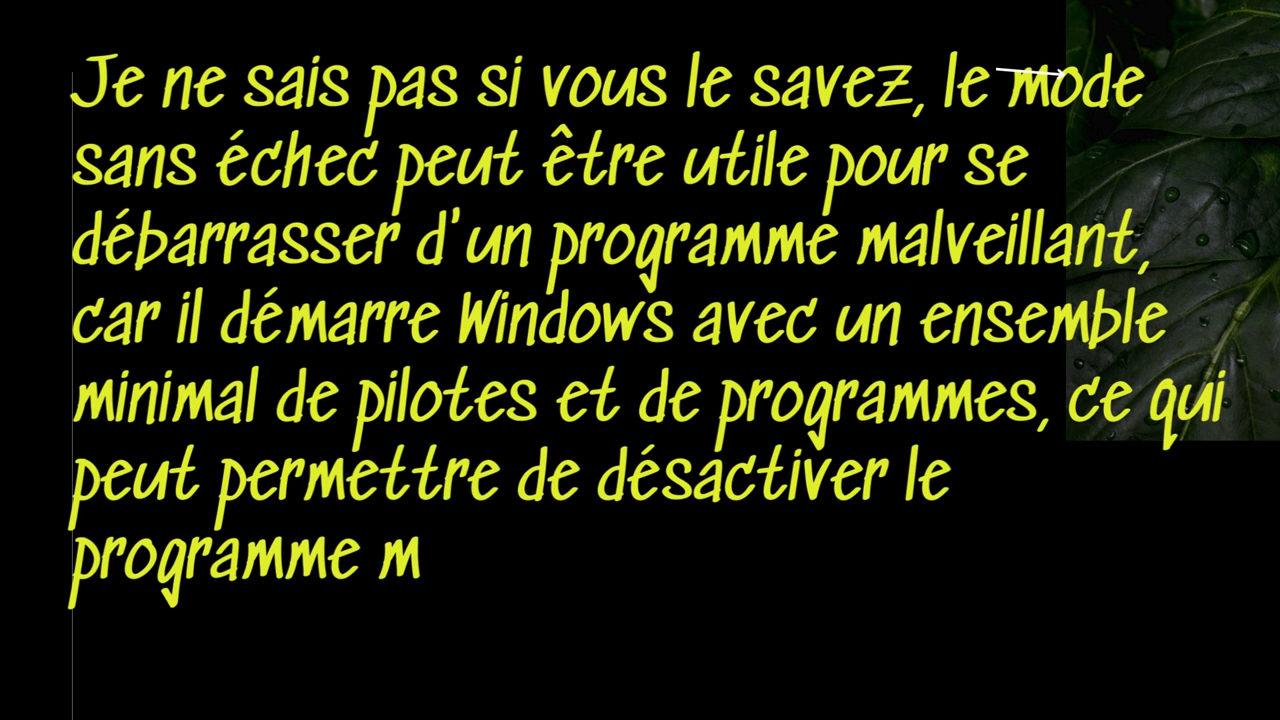 Je ne sais pas si vous le savez, le mode
sans échec peut être utile pour se
débarrasser d'un programme malveillant,
car il démarre Windows avec un ensemble
minimal de pilotes et de programmes, ce qui
peut permettre de désactiver le
programme m